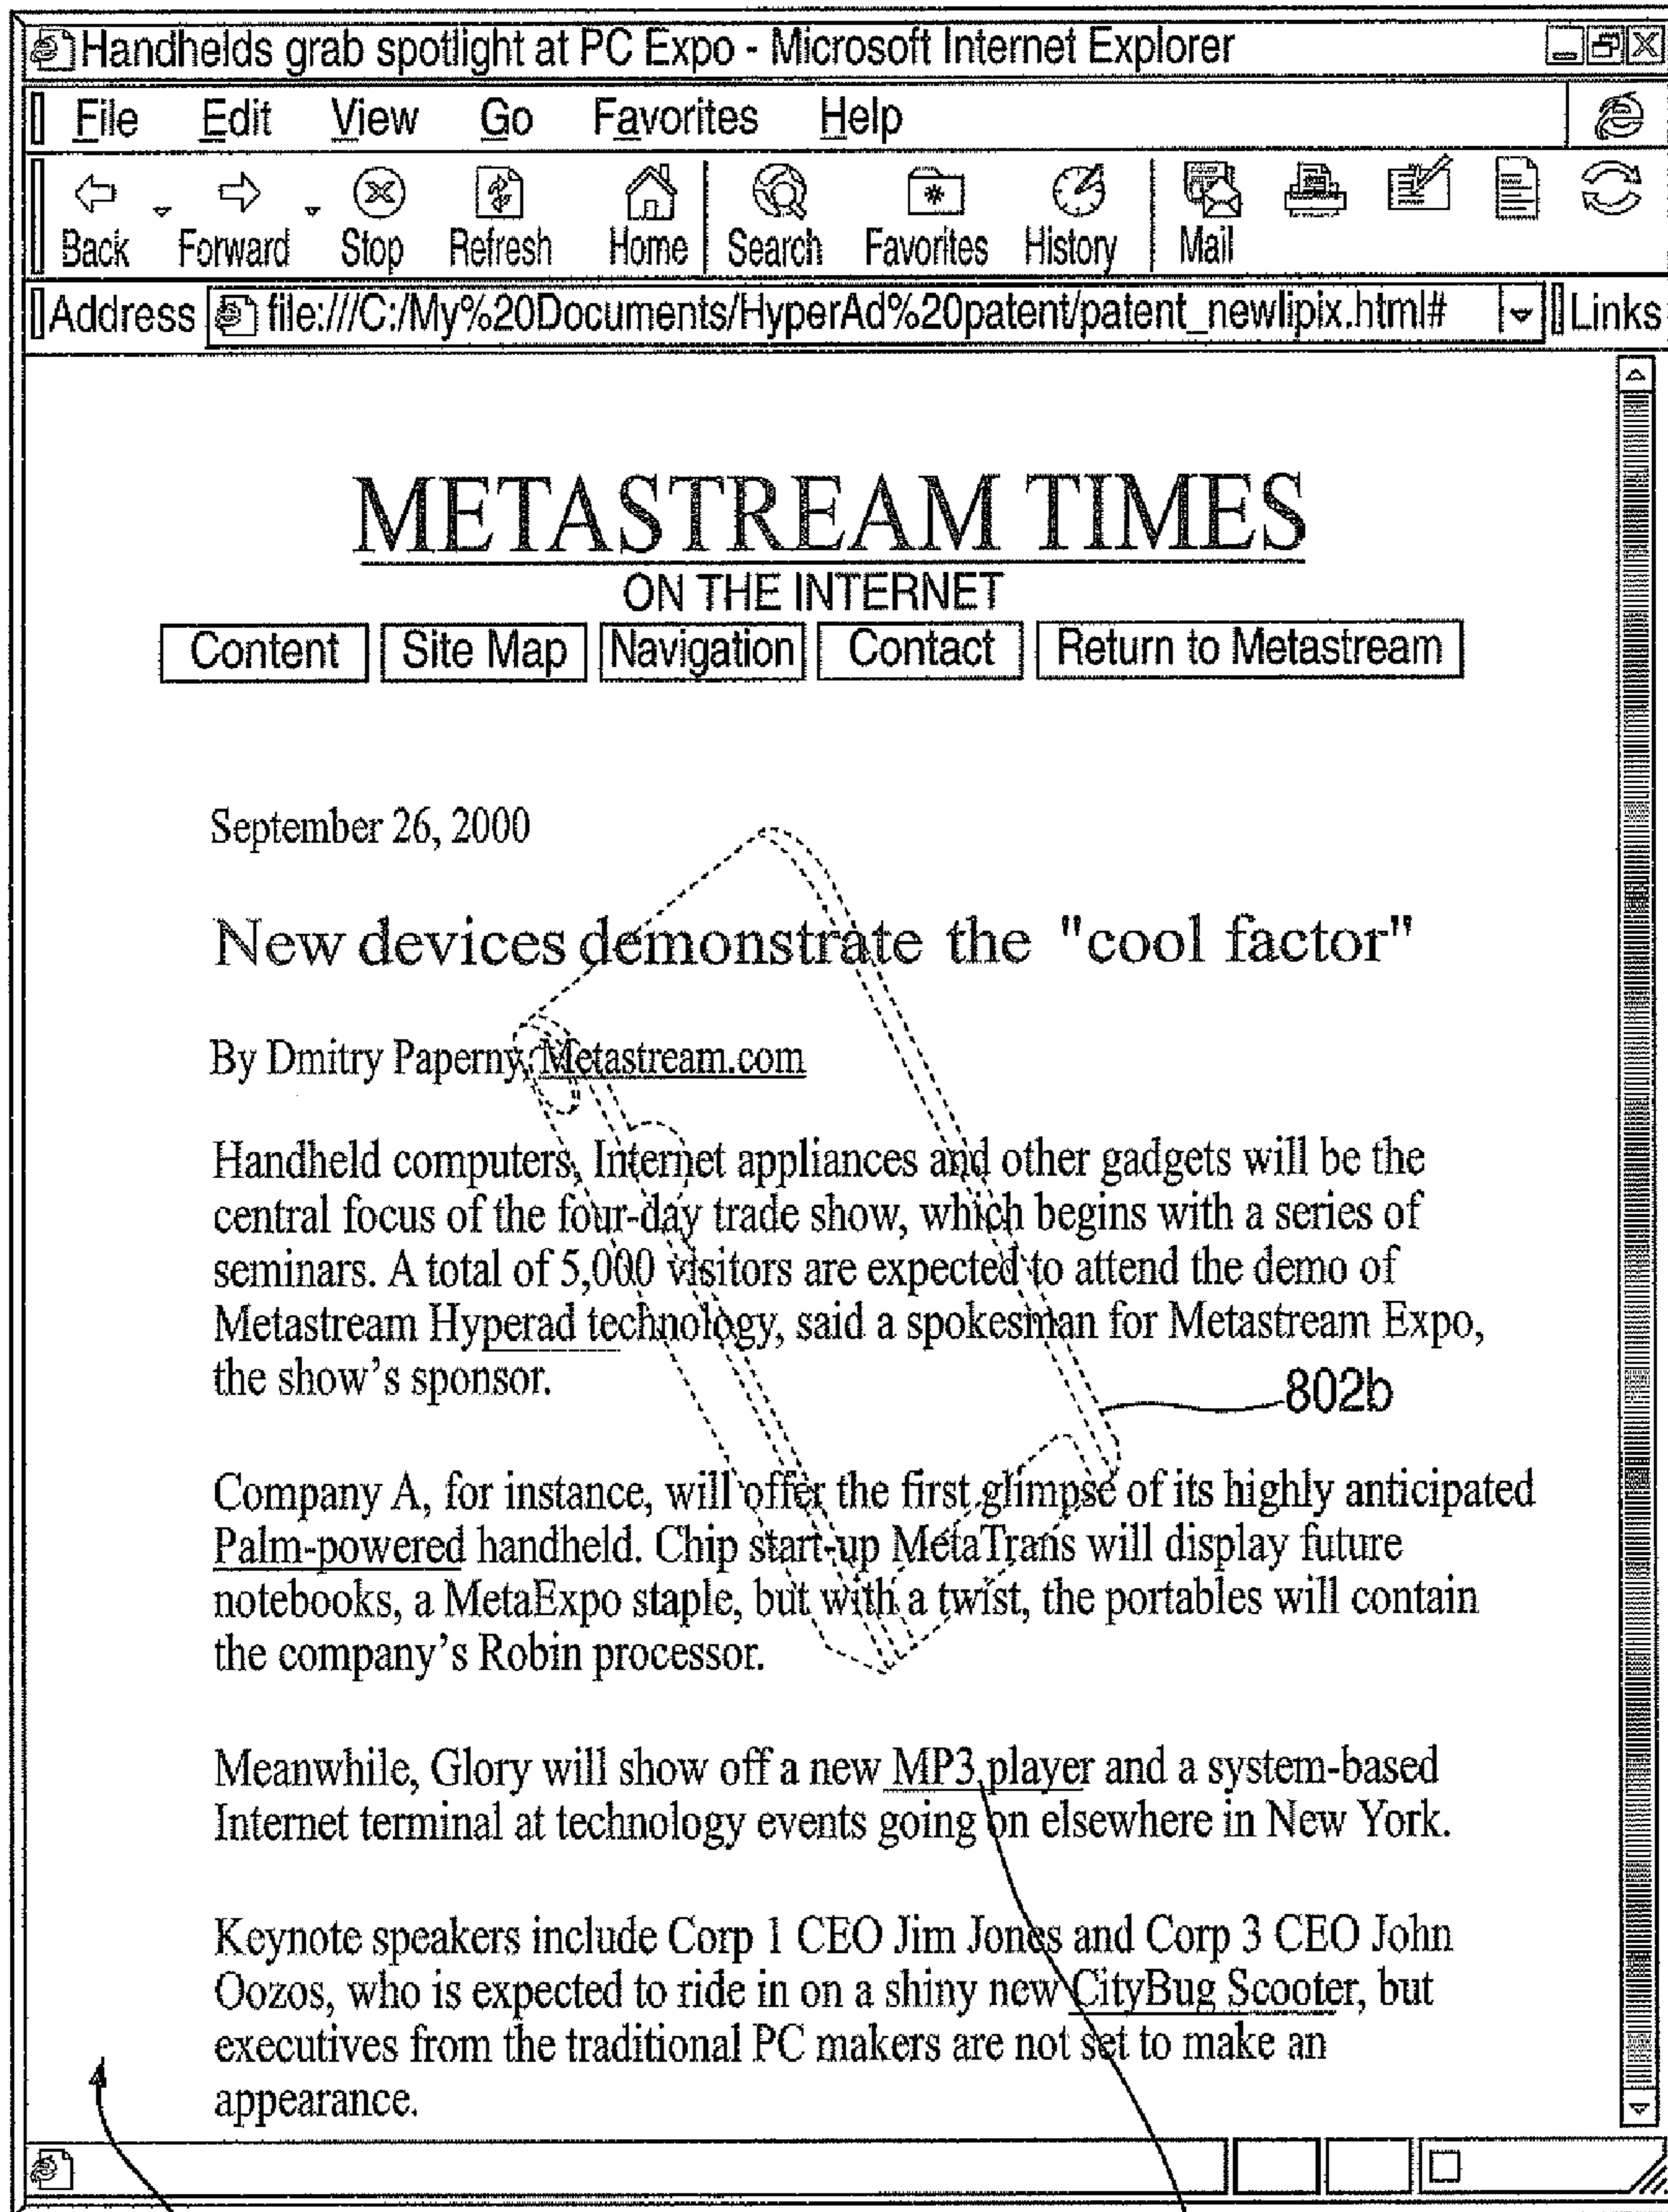 Handhelds grab spotlight at PC Expo - Microsoft Internet Explorer
File Edit View Go Favorites Help
Back Forward Stop Refresh Home Search Favorites History Mail
Address file:///C:/My%20Documents/HyperAd%20patent/patent_newlipix.html# Links
METASTREAM TIMES
ON THE INTERNET
Content Site Map Navigation Contact Return to Metastream
September 26, 2000
New devices demonstrate the "cool factor"
By Dmitry Paperny, Metastream.com
Handheld computers, Internet appliances and other gadgets will be the
central focus of the four-day trade show, which begins with a series of
seminars. A total of 5,000 visitors are expected to attend the demo of
Metastream Hyperad technology, said a spokesman for Metastream Expo,
the show's sponsor.
802b
Company A, for instance, will offer the first glimpse of its highly anticipated
Palm-powered handheld. Chip start-up MetaTrans will display future
notebooks, a MetaExpo staple, but with a twist, the portables will contain
the company's Robin processor.
Meanwhile, Glory will show off a new MP3 player and a system-based
Internet terminal at technology events going on elsewhere in New York.
Keynote speakers include Corp 1 CEO Jim Jones and Corp 3 CEO John
Oozos, who is expected to ride in on a shiny new CityBug Scooter, but
executives from the traditional PC makers are not set to make an
appearance.